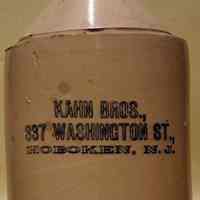 KAHN BROS.,
337 WASHINGTON ST.,
HOBOKEN, N.J.